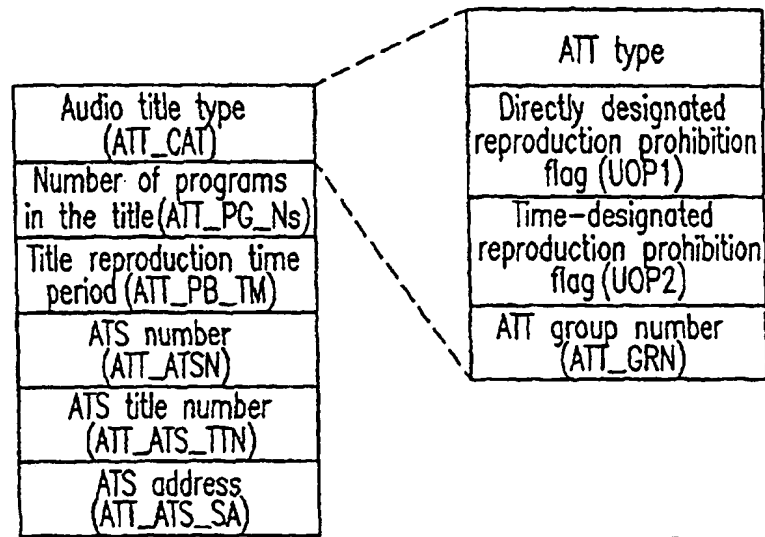 Audio title type
(ATT_CAT)
Number of programs
in the title (ATT_PG_Ns)
Title reproduction time
period (ATT_PB_TM)
ATS number
(ATT_ATSN)
ATS title number
(ATT_ATS_TTN)
ATS address
(ATT_ATS_SA)
ATT type
Directly designated
reproduction prohibition
flag (UOP1)
Time-designated
reproduction prohibition
flag (UOP2)
ATT group number
(ATT_GRN)